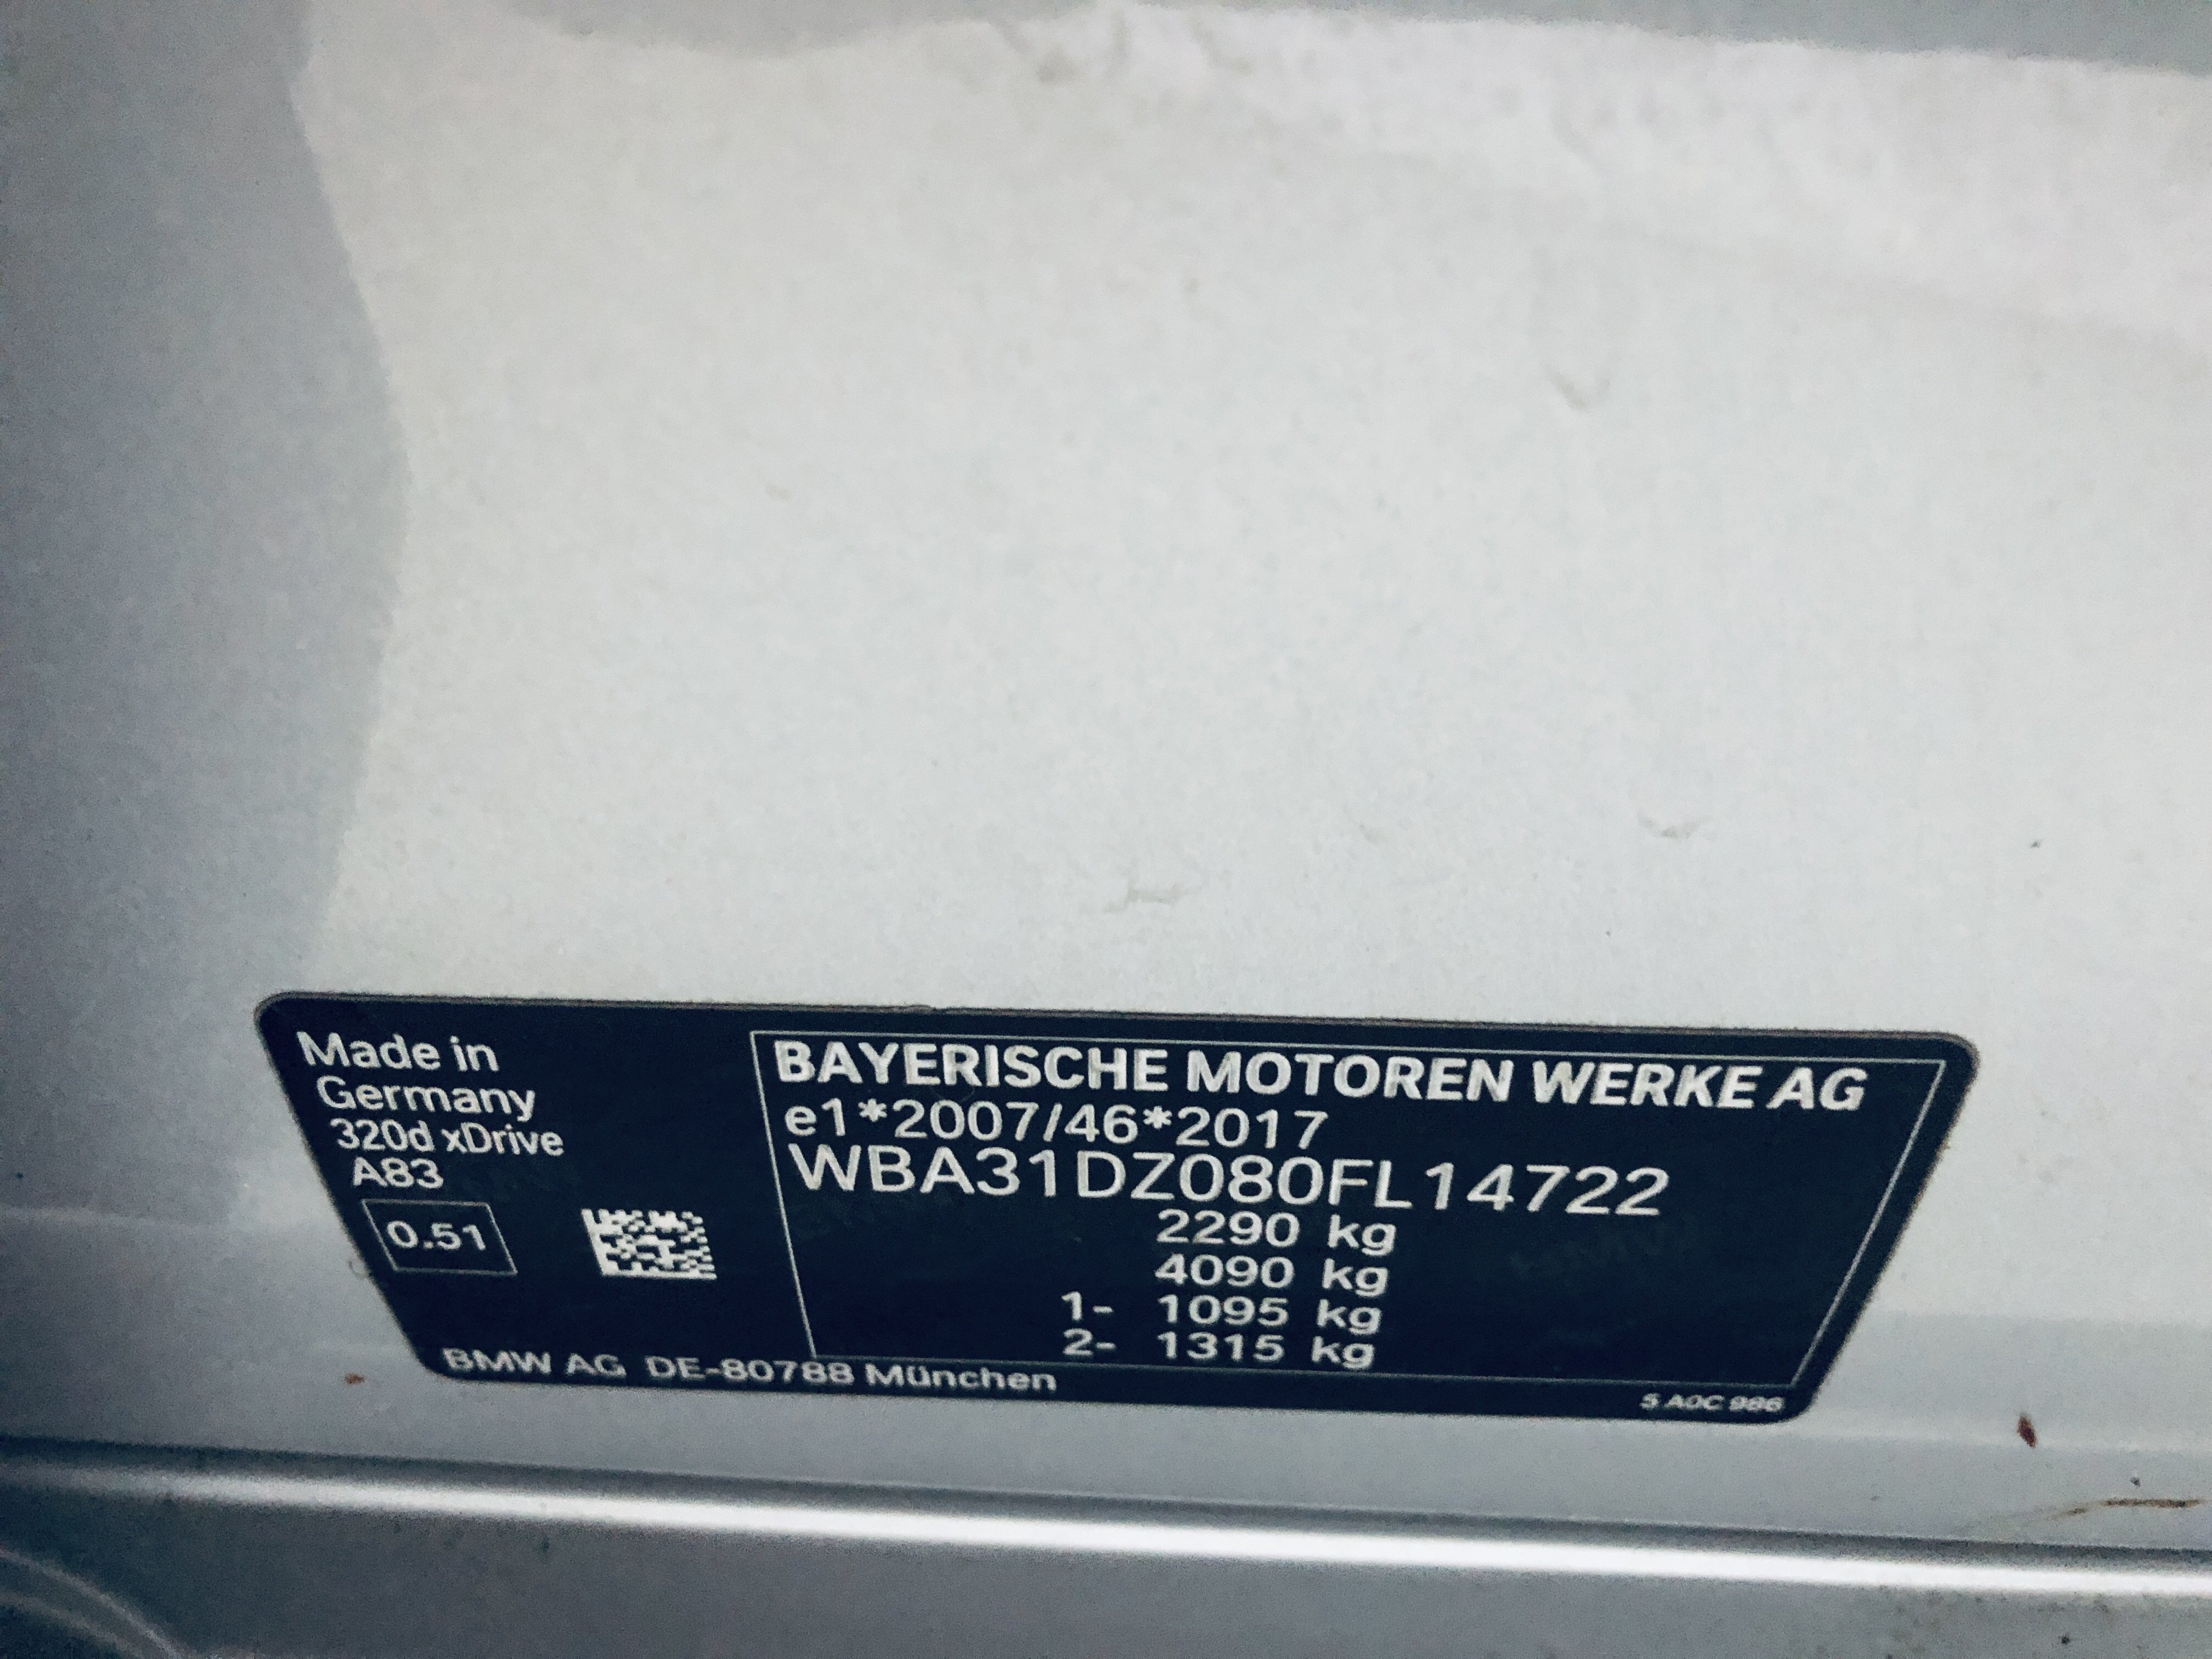 Made in
Germany
320d xDrive
A83
0.51
BAYERISCHE MOTOREN WERKE AG
e1*2007/46*2017
WBA31DZ080FL14722
2290 kg
4090 kg
1- 1095 kg
2- 1315 kg
BMW AG DE-80788 München
5 A0C 986